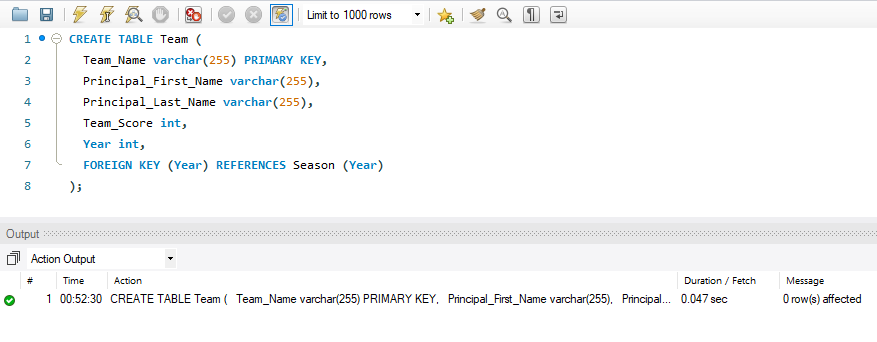 Limit to 1000 rows
1 CREATE TABLE Team (
2 Team_Name varchar(255) PRIMARY KEY,
3 Principal_First_Name varchar(255),
4 Principal_Last_Name varchar(255),
5 Team_Score int,
6 Year int,
7 FOREIGN KEY (Year) REFERENCES Season (Year)
8 );
Output
Action Output
# Time Action Duration / Fetch Message
1 00:52:30 CREATE TABLE Team ( Team_Name varchar(255) PRIMARY KEY, Principal_First_Name varchar(255), Principal... 0.047 sec 0 row(s) affected